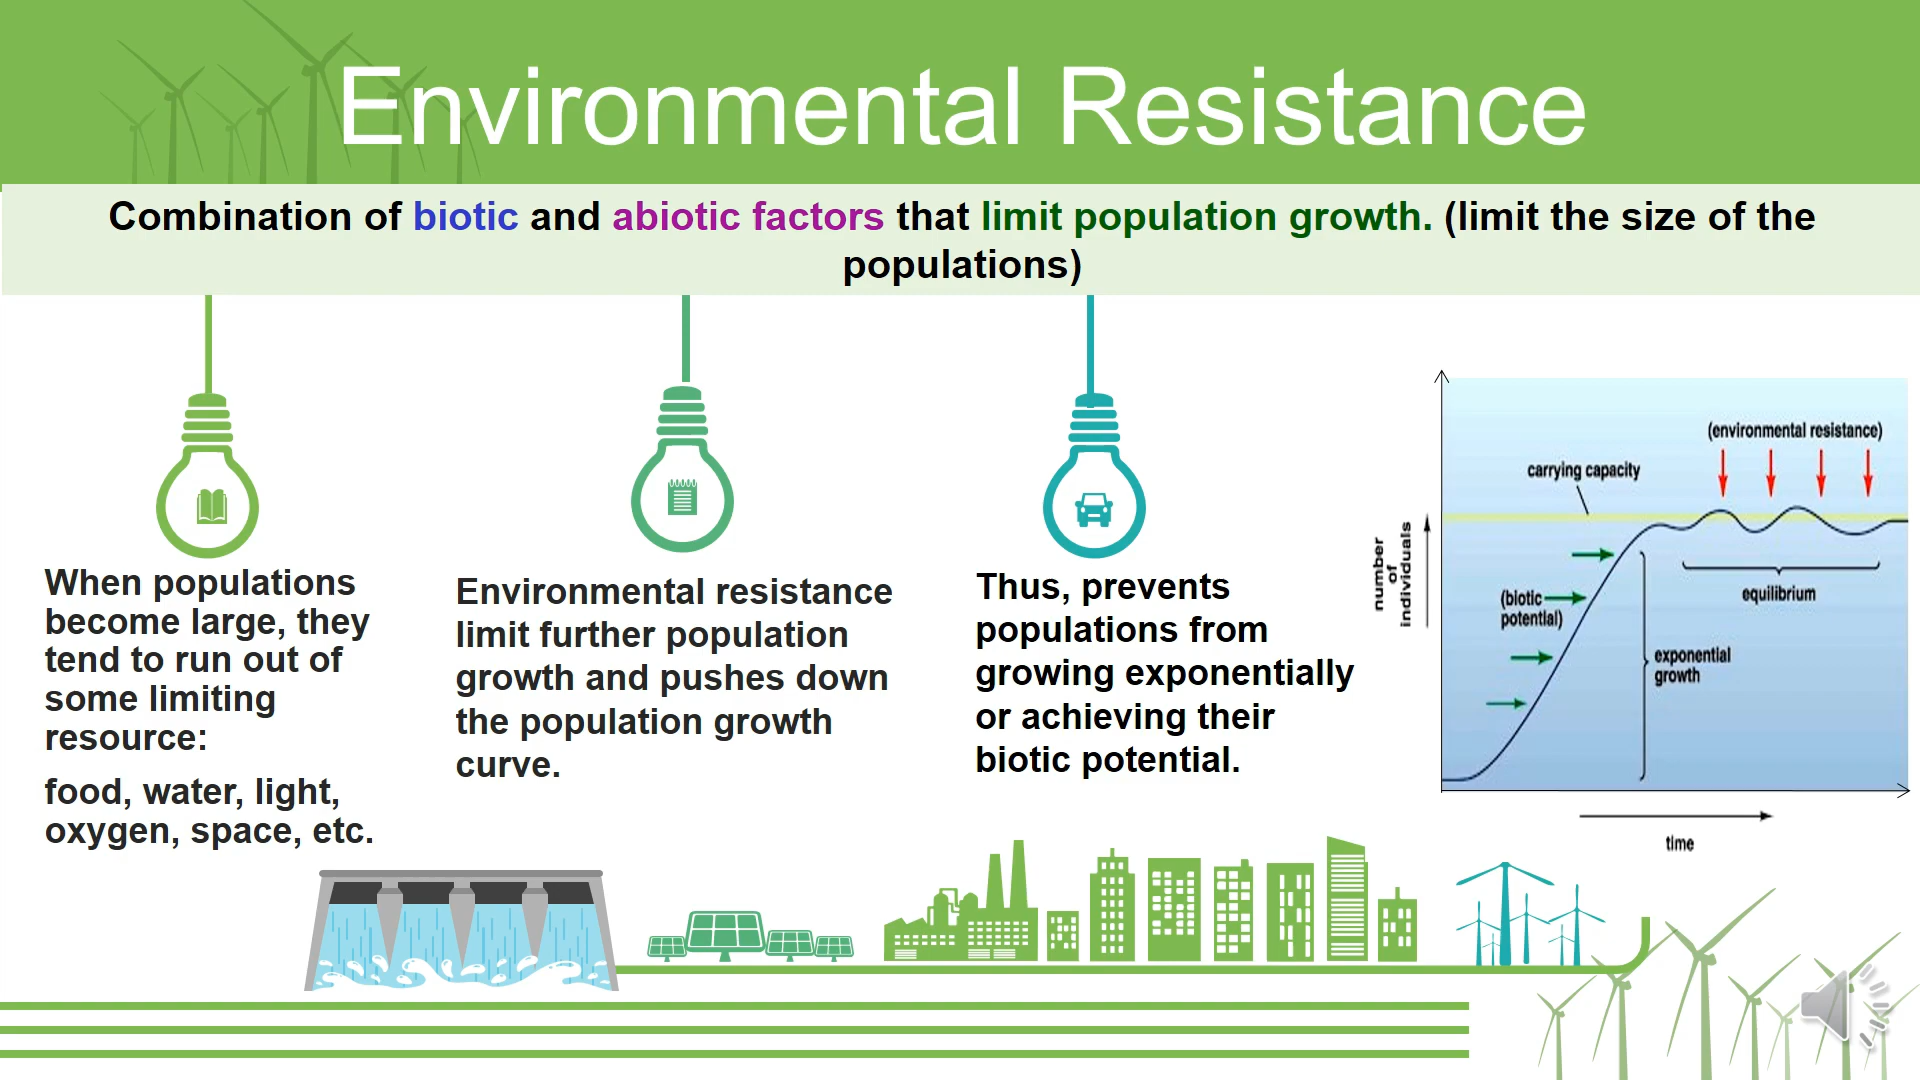 Environmental Resistance
Combination of biotic and abiotic factors that limit population growth. (limit the size of the
populations)
When populations
become large, they
tend to run out of
some limiting
resource:
food, water, light,
oxygen, space, etc.
Environmental resistance
limit further population
growth and pushes down
the population growth
curve.
Thus, prevents
populations from
growing exponentially
or achieving their
biotic potential.
(environmental resistance)
carrying capacity
number
of
individuals
(biotic
potential)
equilibrium
exponential
growth
time